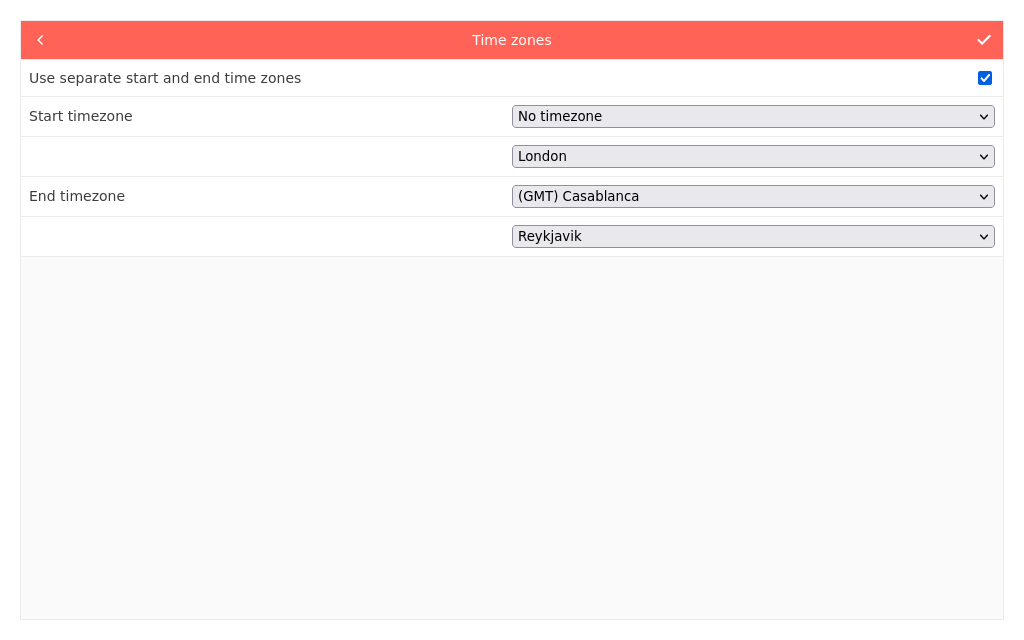 Time zones
Use separate start and end time zones
Start timezone
No timezone
London
End timezone
(GMT) Casablanca
Reykjavik